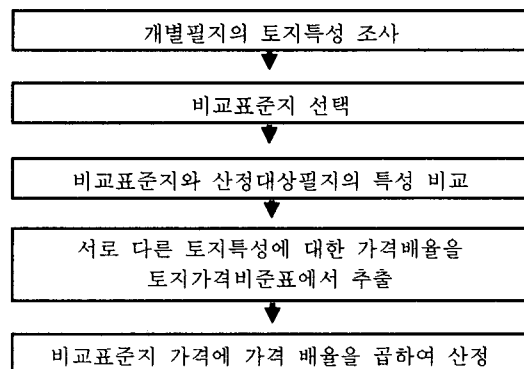 개별필지의 토지특성 조사
비교표준지 선택
비교표준지와 산정대상필지의 특성 비교
서로 다른 토지특성에 대한 가격배율을
토지가격비준표에서 추출
비교표준지 가격에 가격 배율을 곱하여 산정